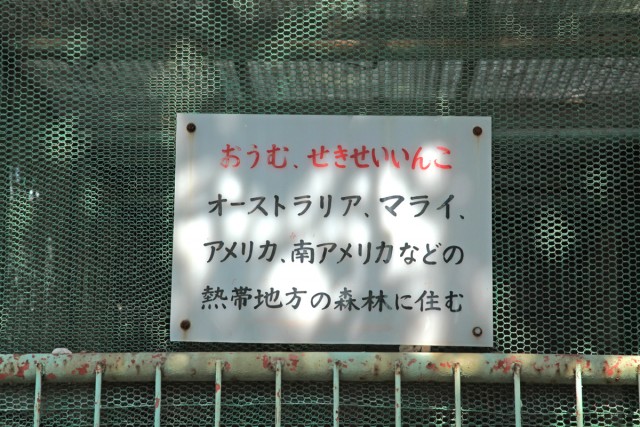 おうむ、せきせいいんこ
オーストラリア、マライ、
アメリカ、南アメリカなどの
熱帯地方の森林に住む